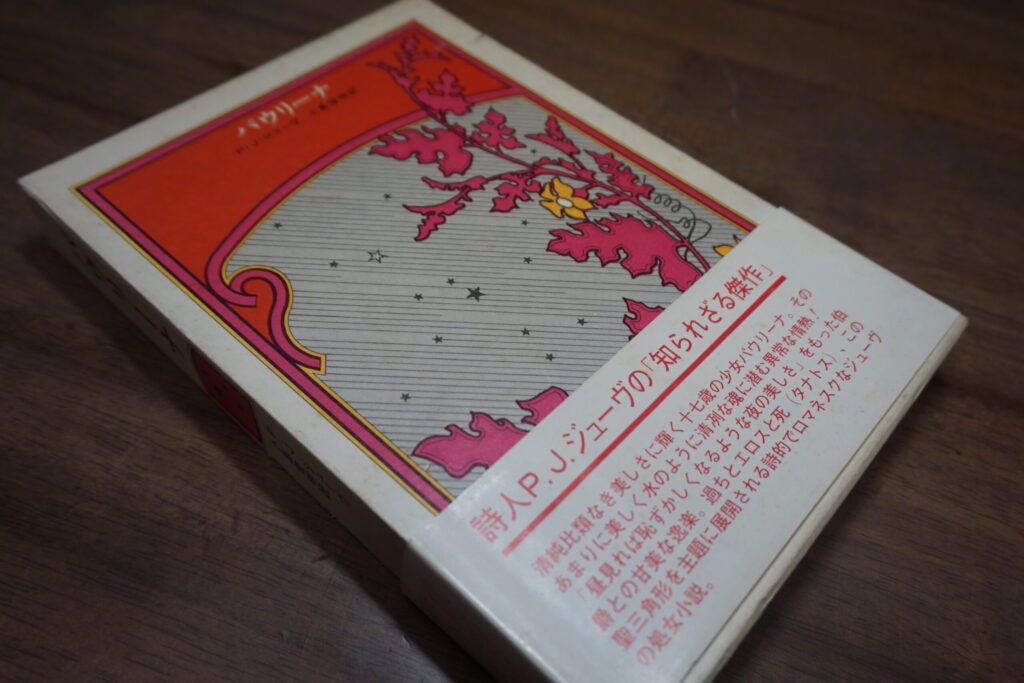 パウリーナ
P・J・ジューヴ
詩人P.J.ジューヴの「知られざる傑作」
清純比類なき美しさに輝く十七歳の少女パウリーナ。その
あまりに美しく水のように清冽な魂に潜む異常な情熱！
「昼見れば恥ずかしくなるような夜の美しさ」をもった伯
爵との甘美な逸楽。過ちとエロスと死（タナトス）、この
聖三角形を主題に展開される詩的でロマネスクなジューヴ
の処女小説。